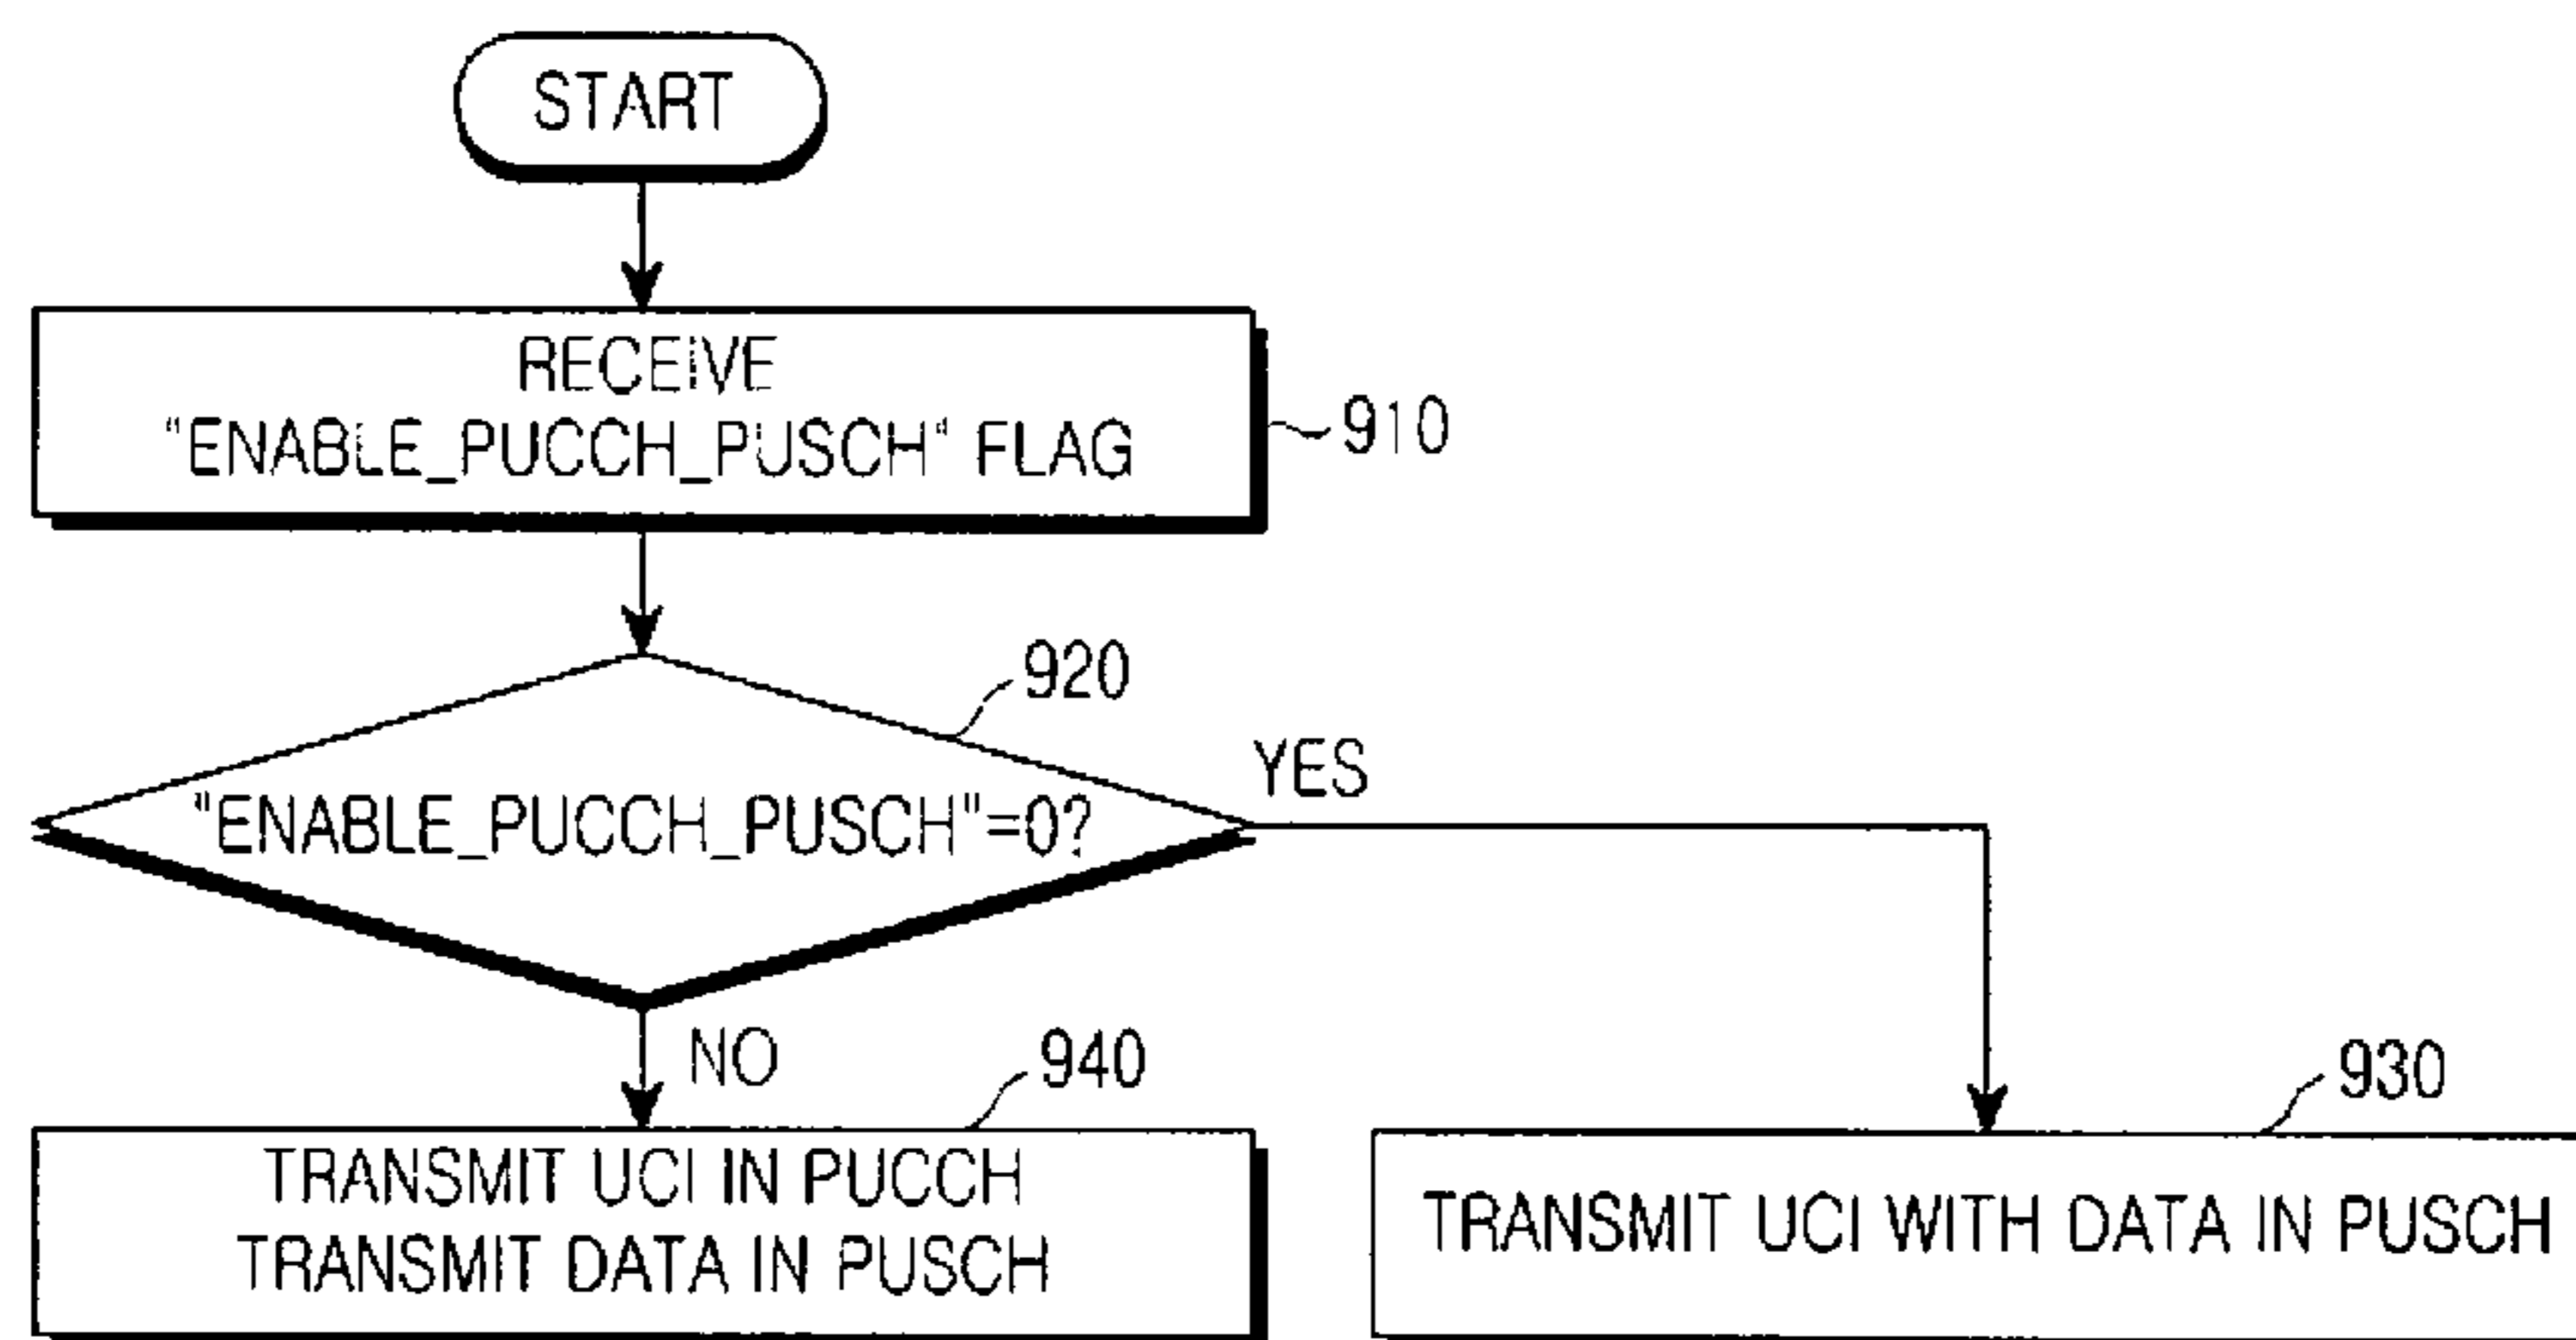 START
RECEIVE
"ENABLE_PUCCH_PUSCH" FLAG
910
920
"ENABLE_PUCCH_PUSCH"=0?
YES
NO
940
930
TRANSMIT UCI IN PUCCH
TRANSMIT DATA IN PUSCH
TRANSMIT UCI WITH DATA IN PUSCH